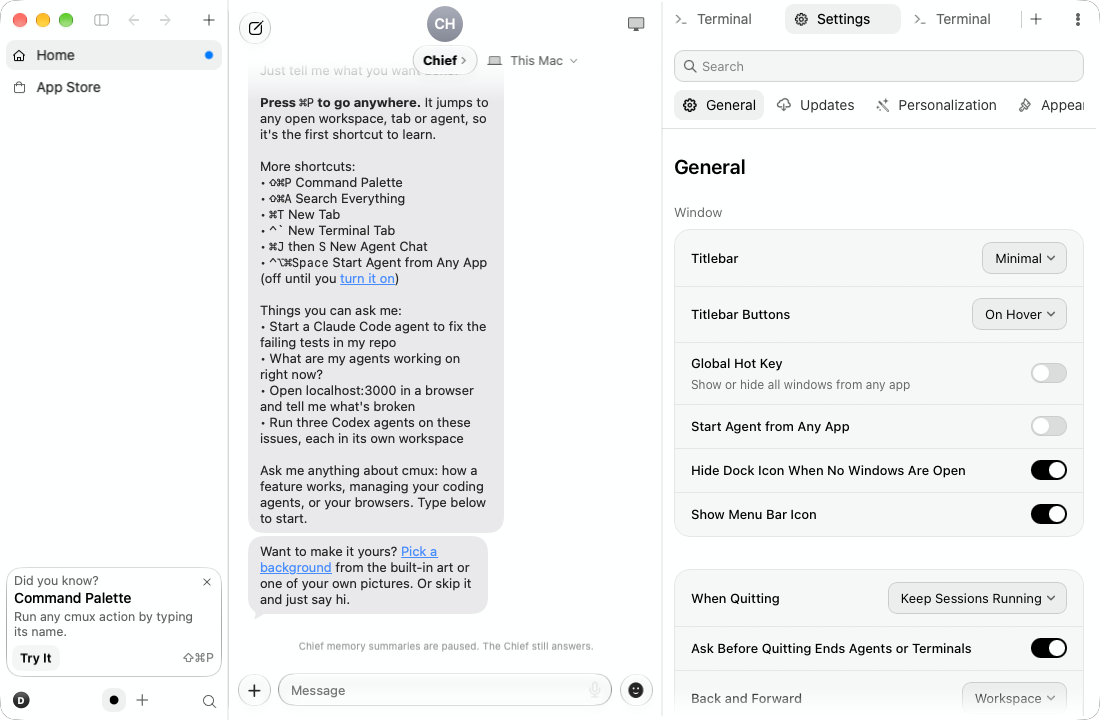 Home
App Store
Did you know?
Command Palette
Run any cmux action by typing
its name.
Try It
⇧⌘P
D
CH
Chief
This Mac
Just tell me what you want done.
Press ⌘P to go anywhere. It jumps to
any open workspace, tab or agent, so
it's the first shortcut to learn.
More shortcuts:
• ⇧⌘P Command Palette
• ⇧⌘A Search Everything
• ⌘T New Tab
• ^` New Terminal Tab
• ⌘J then S New Agent Chat
• ^⌥⌘Space Start Agent from Any App
(off until you turn it on)
Things you can ask me:
• Start a Claude Code agent to fix the
failing tests in my repo
• What are my agents working on
right now?
• Open localhost:3000 in a browser
and tell me what's broken
• Run three Codex agents on these
issues, each in its own workspace
Ask me anything about cmux: how a
feature works, managing your coding
agents, or your browsers. Type below
to start.
Want to make it yours? Pick a
background from the built-in art or
one of your own pictures. Or skip it
and just say hi.
Chief memory summaries are paused. The Chief still answers.
Message
Terminal
Settings
Terminal
Search
General
Updates
Personalization
Appear
General
Window
Titlebar
Minimal
Titlebar Buttons
On Hover
Global Hot Key
Show or hide all windows from any app
Start Agent from Any App
Hide Dock Icon When No Windows Are Open
Show Menu Bar Icon
When Quitting
Keep Sessions Running
Ask Before Quitting Ends Agents or Terminals
Back and Forward
Workspace